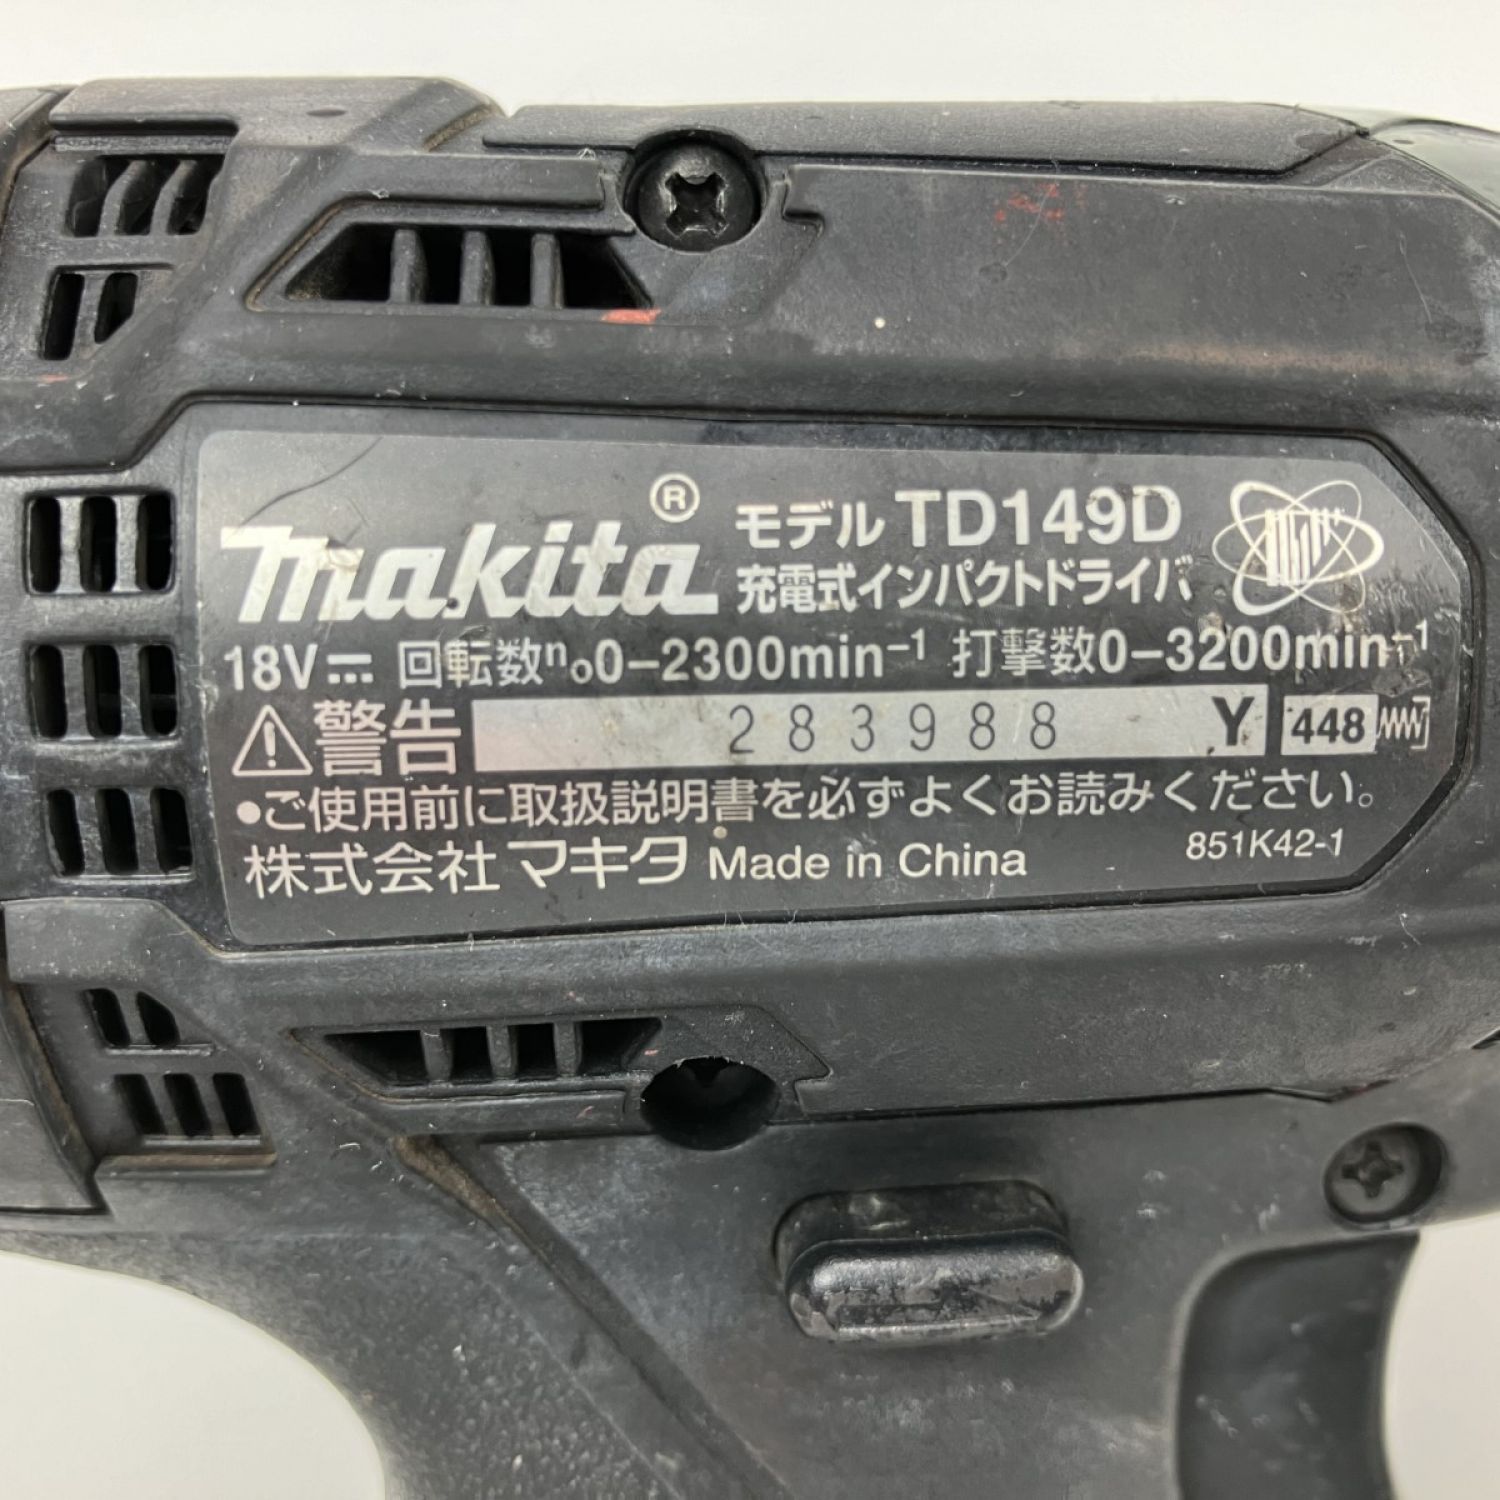 makita® モデル TD149D
充電式インパクトドライバ
18V⎓ 回転数n₀0–2300min⁻¹ 打撃数0–3200min⁻¹
⚠警告 283988 Y 448
•ご使用前に取扱説明書を必ずよくお読みください。
株式会社マキタ Made in China 851K42-1